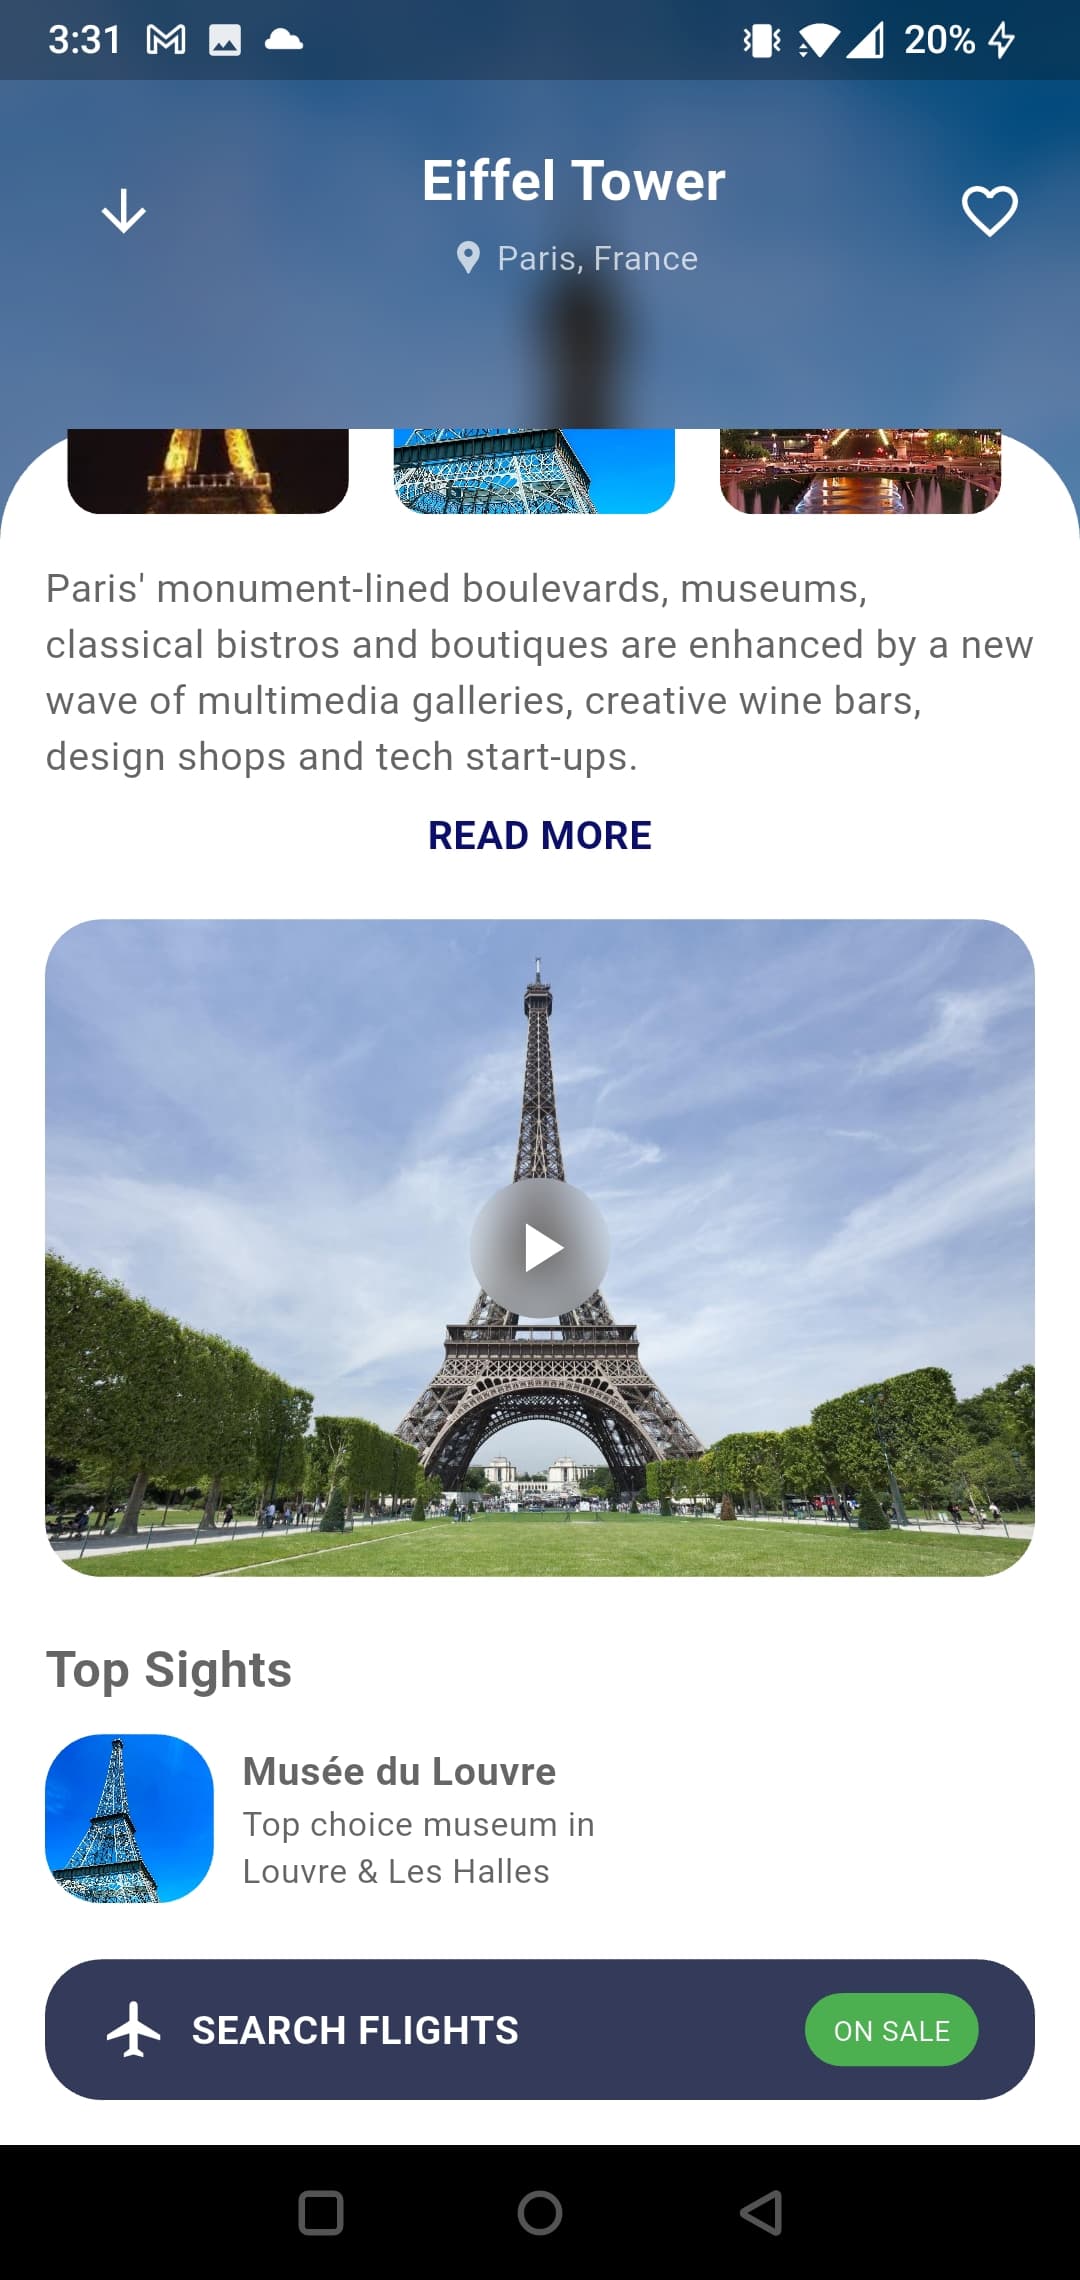 3:31
20%
Eiffel Tower
Paris, France
Paris' monument-lined boulevards, museums,
classical bistros and boutiques are enhanced by a new
wave of multimedia galleries, creative wine bars,
design shops and tech start-ups.
READ MORE
Top Sights
Musée du Louvre
Top choice museum in
Louvre & Les Halles
SEARCH FLIGHTS
ON SALE